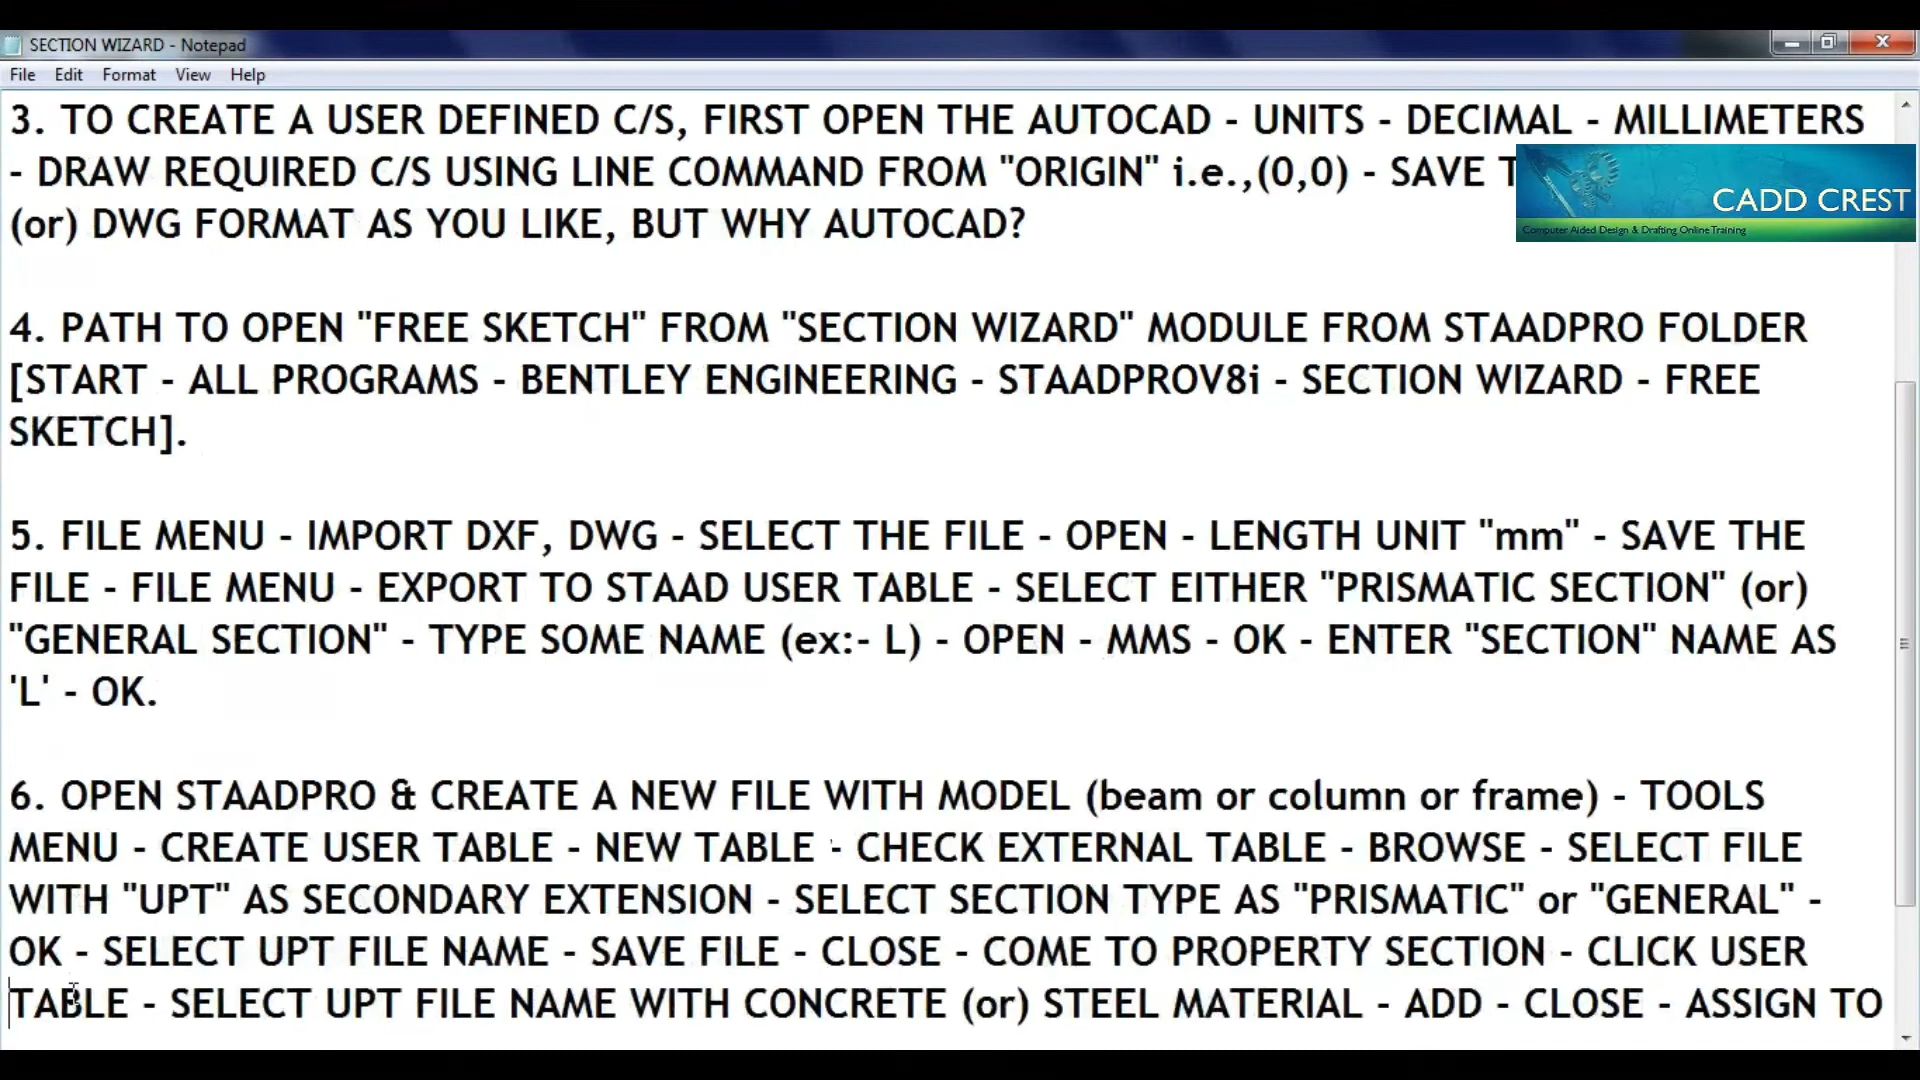 SECTION WIZARD - Notepad
File Edit Format View Help
3. TO CREATE A USER DEFINED C/S, FIRST OPEN THE AUTOCAD - UNITS - DECIMAL - MILLIMETERS
- DRAW REQUIRED C/S USING LINE COMMAND FROM "ORIGIN" i.e.,(0,0) - SAVE
(or) DWG FORMAT AS YOU LIKE, BUT WHY AUTOCAD?
CADD CREST
Computer Aided Design & Drafting Online Training
4. PATH TO OPEN "FREE SKETCH" FROM "SECTION WIZARD" MODULE FROM STAADPRO FOLDER
[START - ALL PROGRAMS - BENTLEY ENGINEERING - STAADPROV8i - SECTION WIZARD - FREE
SKETCH].
5. FILE MENU - IMPORT DXF, DWG - SELECT THE FILE - OPEN - LENGTH UNIT "mm" - SAVE THE
FILE - FILE MENU - EXPORT TO STAAD USER TABLE - SELECT EITHER "PRISMATIC SECTION" (or)
"GENERAL SECTION" - TYPE SOME NAME (ex:- L) - OPEN - MMS - OK - ENTER "SECTION" NAME AS
'L' - OK.
6. OPEN STAADPRO & CREATE A NEW FILE WITH MODEL (beam or column or frame) - TOOLS
MENU - CREATE USER TABLE - NEW TABLE - CHECK EXTERNAL TABLE - BROWSE - SELECT FILE
WITH "UPT" AS SECONDARY EXTENSION - SELECT SECTION TYPE AS "PRISMATIC" or "GENERAL" -
OK - SELECT UPT FILE NAME - SAVE FILE - CLOSE - COME TO PROPERTY SECTION - CLICK USER
TABLE - SELECT UPT FILE NAME WITH CONCRETE (or) STEEL MATERIAL - ADD - CLOSE - ASSIGN TO